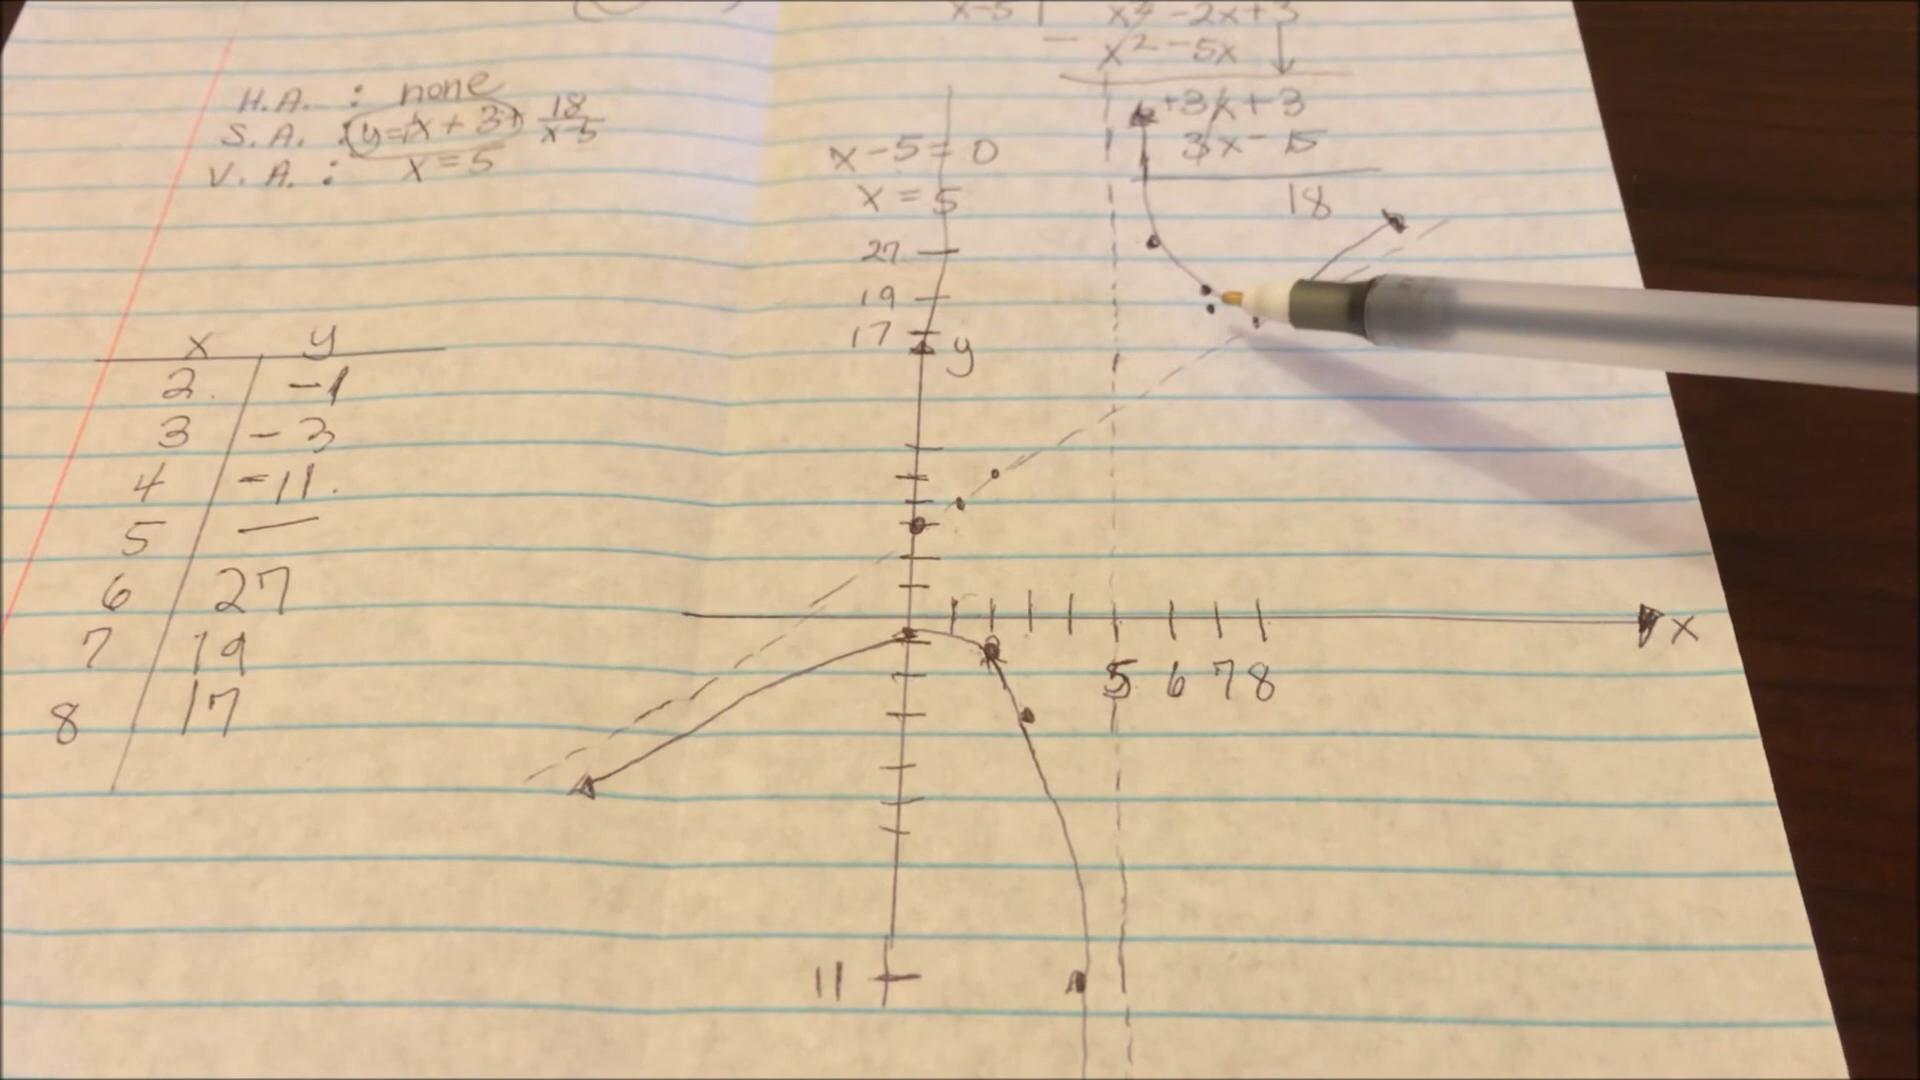 x-5 x² -2x+3
- x² -5x
+3x+3
3x-15
18
H.A. : none
S.A. : y=1x + 3+ 18/x-5
V.A. : x=5
x-5=0
x=5
27
19
17
y
x y
2 -1
3 -3
4 -11
5 —
6 27
7 19
8 17
x
5 6 7 8
11